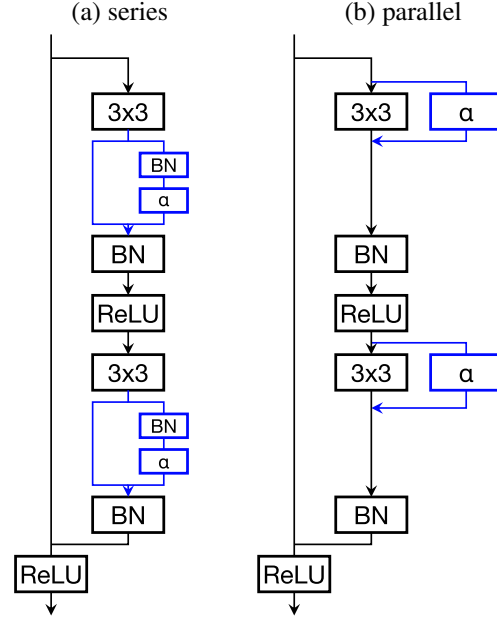 (a) series
3x3
BN
α
BN
ReLU
3x3
BN
α
BN
ReLU
(b) parallel
3x3
α
BN
ReLU
3x3
α
BN
ReLU